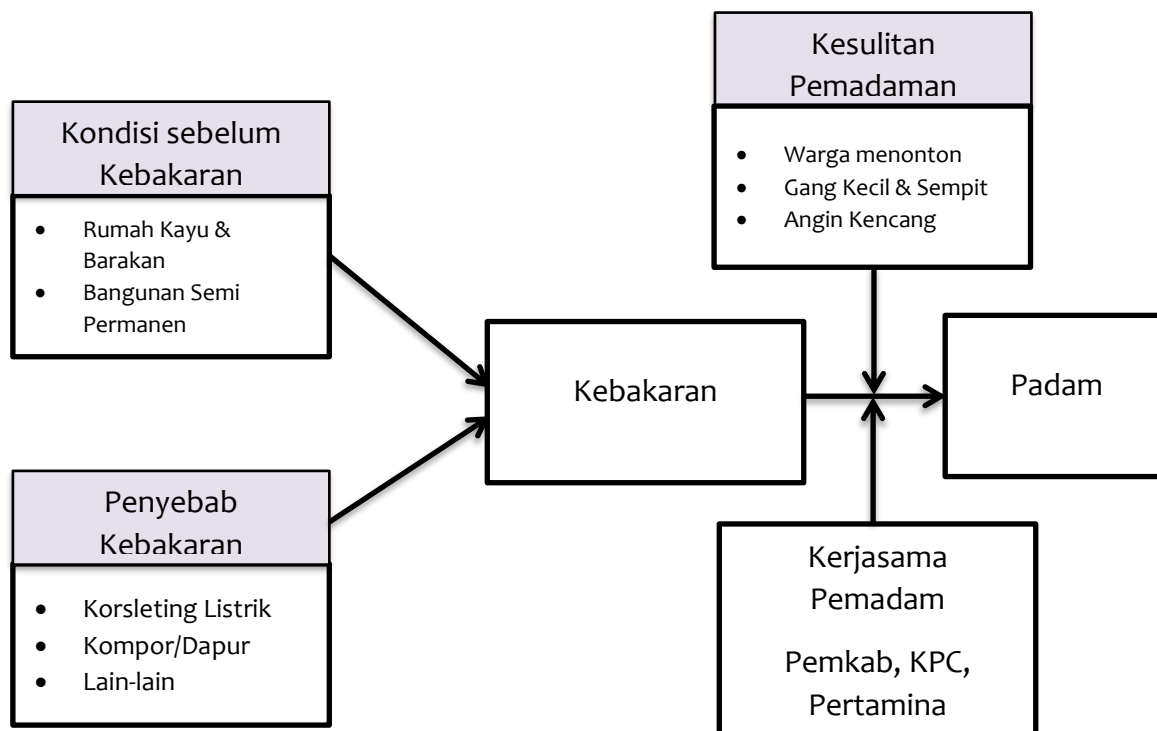 Kesulitan
Pemadaman
• Warga menonton
• Gang Kecil & Sempit
• Angin Kencang
Kondisi sebelum
Kebakaran
• Rumah Kayu &
Barakan
• Bangunan Semi
Permanen
Kebakaran
Padam
Penyebab
Kebakaran
• Korsleting Listrik
• Kompor/Dapur
• Lain-lain
Kerjasama
Pemadam
Pemkab, KPC,
Pertamina